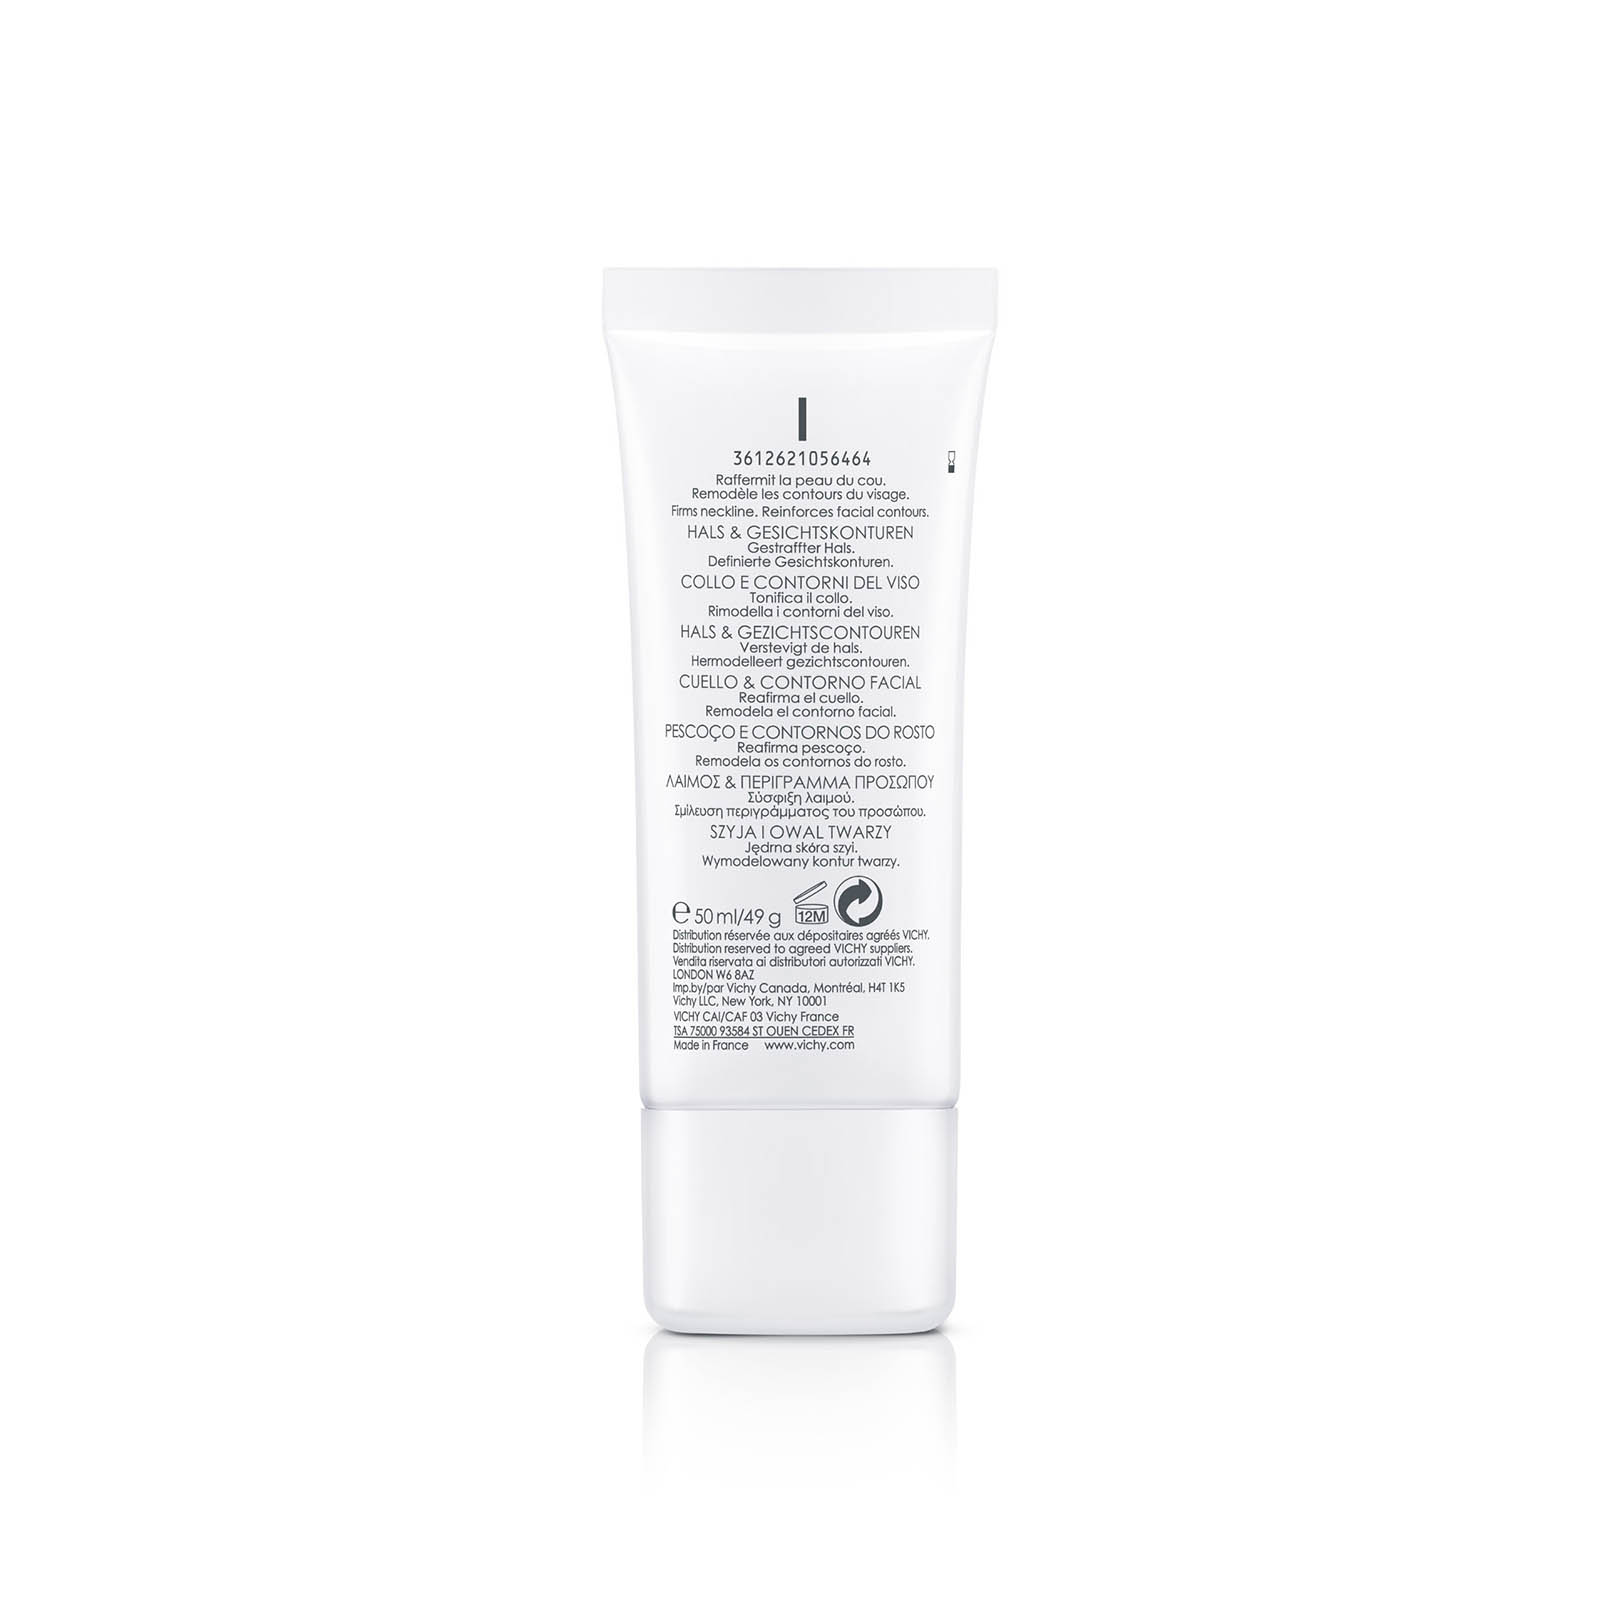 3612621056464
Raffermit la peau du cou.
Remodèle les contours du visage.
Firms neckline. Reinforces facial contours.
HALS & GESICHTSKONTUREN
Gestraffter Hals.
Definierte Gesichtskonturen.
COLLO E CONTORNI DEL VISO
Tonifica il collo.
Rimodella i contorni del viso.
HALS & GEZICHTSCONTOUREN
Verstevigt de hals.
Hermodelleert gezichtscontouren.
CUELLO & CONTORNO FACIAL
Reafirma el cuello.
Remodela el contorno facial.
PESCOÇO E CONTORNOS DO ROSTO
Reafirma pescoço.
Remodela os contornos do rosto.
ΛΑΙΜΟΣ & ΠΕΡΙΓΡΑΜΜΑ ΠΡΟΣΩΠΟΥ
Σύσφιξη λαιμού.
Σμίλευση περιγράμματος του προσώπου.
SZYJA I OWAL TWARZY
Jędrna skóra szyi.
Wymodelowany kontur twarzy.
℮ 50 ml/49 g 12M
Distribution réservée aux dépositaires agréés VICHY.
Distribution reserved to agreed VICHY suppliers.
Vendita riservata ai distributori autorizzati VICHY.
LONDON W6 8AZ
Imp.by/par Vichy Canada, Montréal, H4T 1K5
Vichy LLC, New York, NY 10001
VICHY CAI/CAF 03 Vichy France
TSA 75000 93584 ST OUEN CEDEX FR
Made in France www.vichy.com